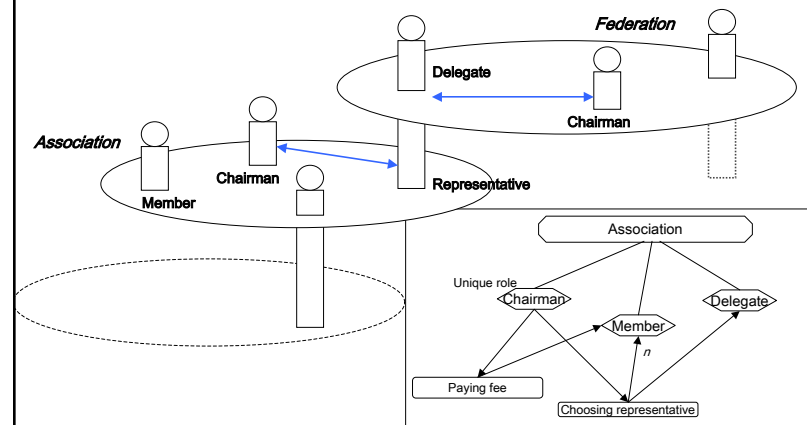 Federation
Delegate
Chairman
Association
Chairman
Member
Representative
Association
Unique role
Chairman
Delegate
Member
n
Paying fee
Choosing representative